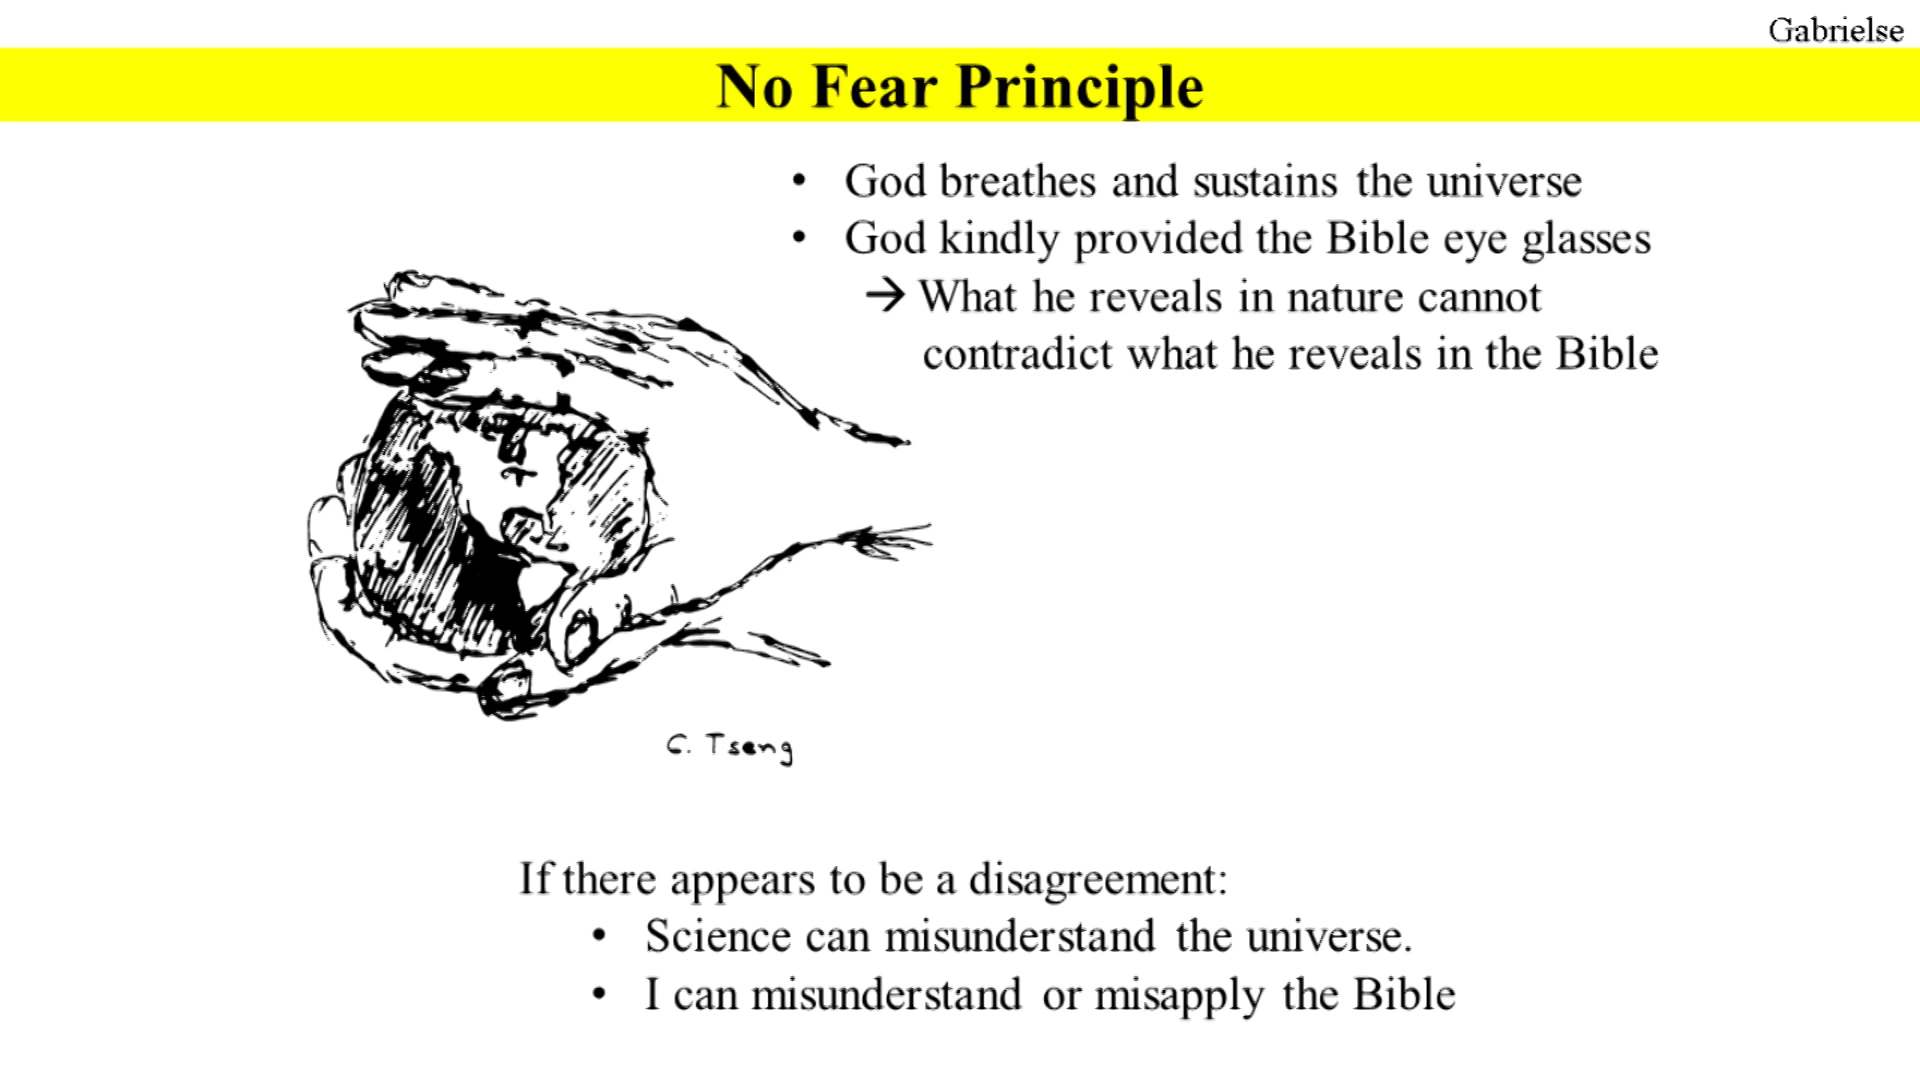 Gabrielse
No Fear Principle
• God breathes and sustains the universe
• God kindly provided the Bible eye glasses
→ What he reveals in nature cannot
contradict what he reveals in the Bible
C. Tseng
If there appears to be a disagreement:
• Science can misunderstand the universe.
• I can misunderstand or misapply the Bible